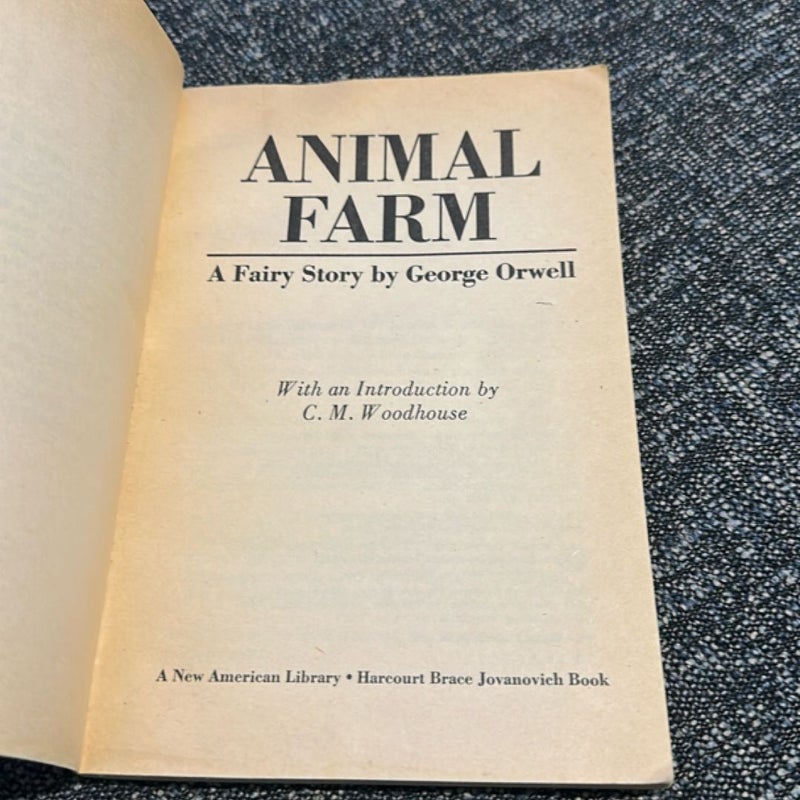 ANIMAL
FARM
A Fairy Story by George Orwell
With an Introduction by
C. M. Woodhouse
A New American Library • Harcourt Brace Jovanovich Book